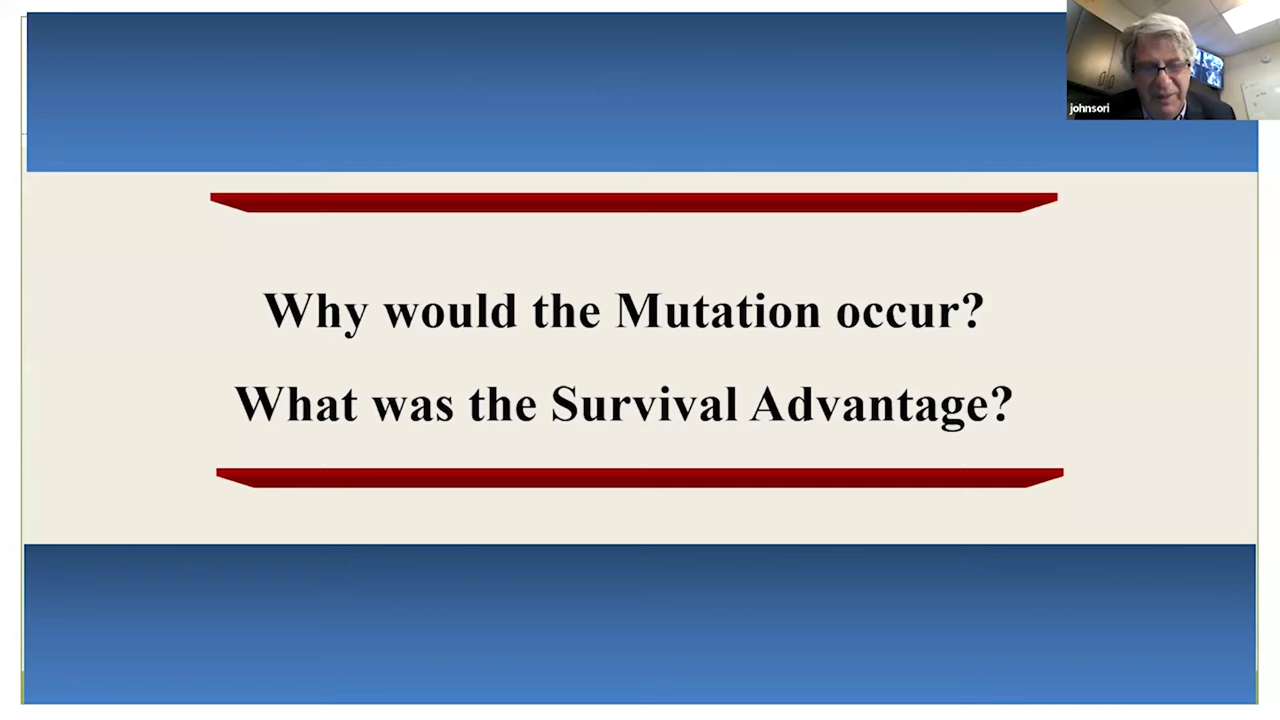 johnsori
Why would the Mutation occur?
What was the Survival Advantage?